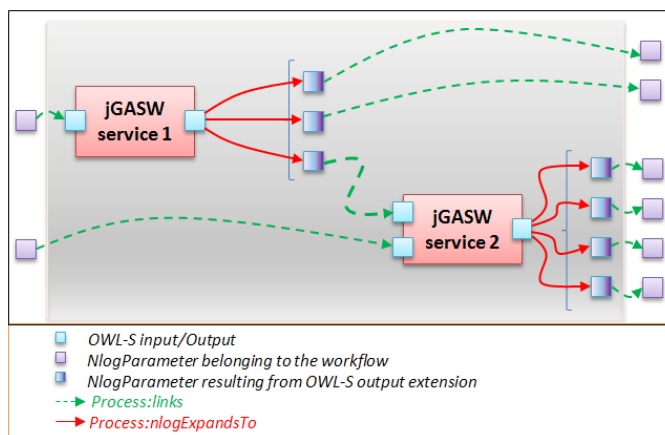 jGASW
service 1
jGASW
service 2
OWL-S input/Output
NlogParameter belonging to the workflow
NlogParameter resulting from OWL-S output extension
Process:links
Process:nlogExpandsTo